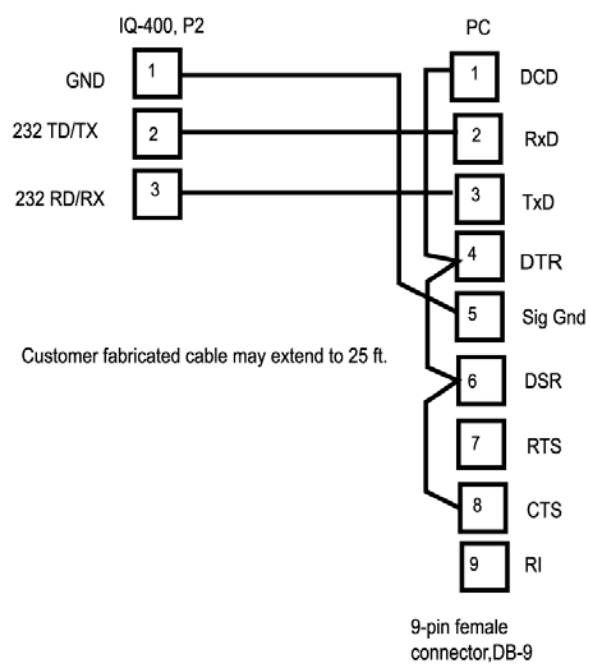 IQ-400, P2
PC
GND
1
1
DCD
232 TD/TX
2
2
RxD
232 RD/RX
3
3
TxD
4
DTR
5
Sig Gnd
Customer fabricated cable may extend to 25 ft.
6
DSR
7
RTS
8
CTS
9
RI
9-pin female
connector,DB-9